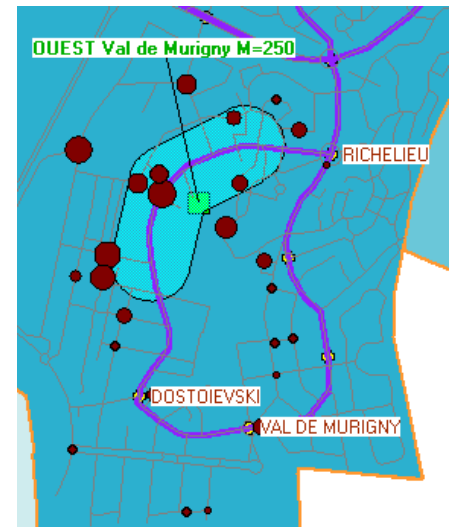 OUEST Val de Murigny M=250
RICHELIEU
DOSTOIEVSKI
VAL DE MURIGNY